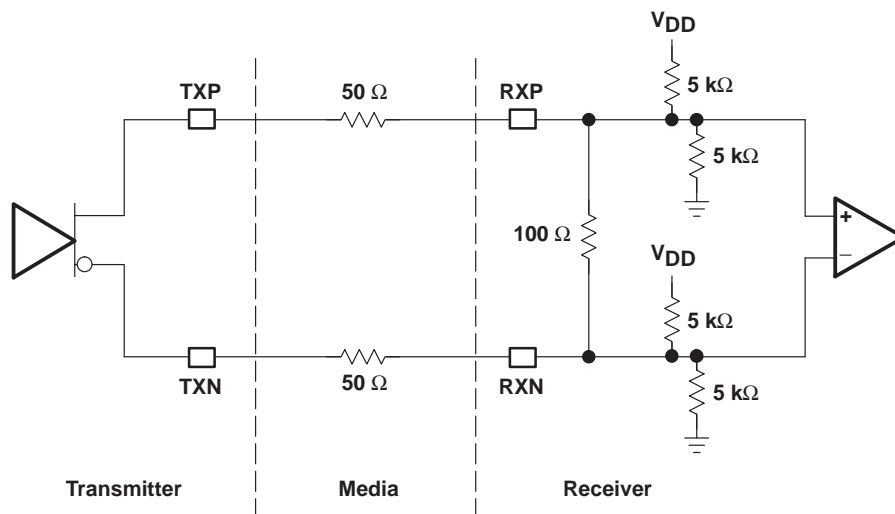 VDD
TXP
50 Ω
RXP
5 kΩ
5 kΩ
+
100 Ω
VDD
−
5 kΩ
TXN
50 Ω
RXN
5 kΩ
Transmitter
Media
Receiver